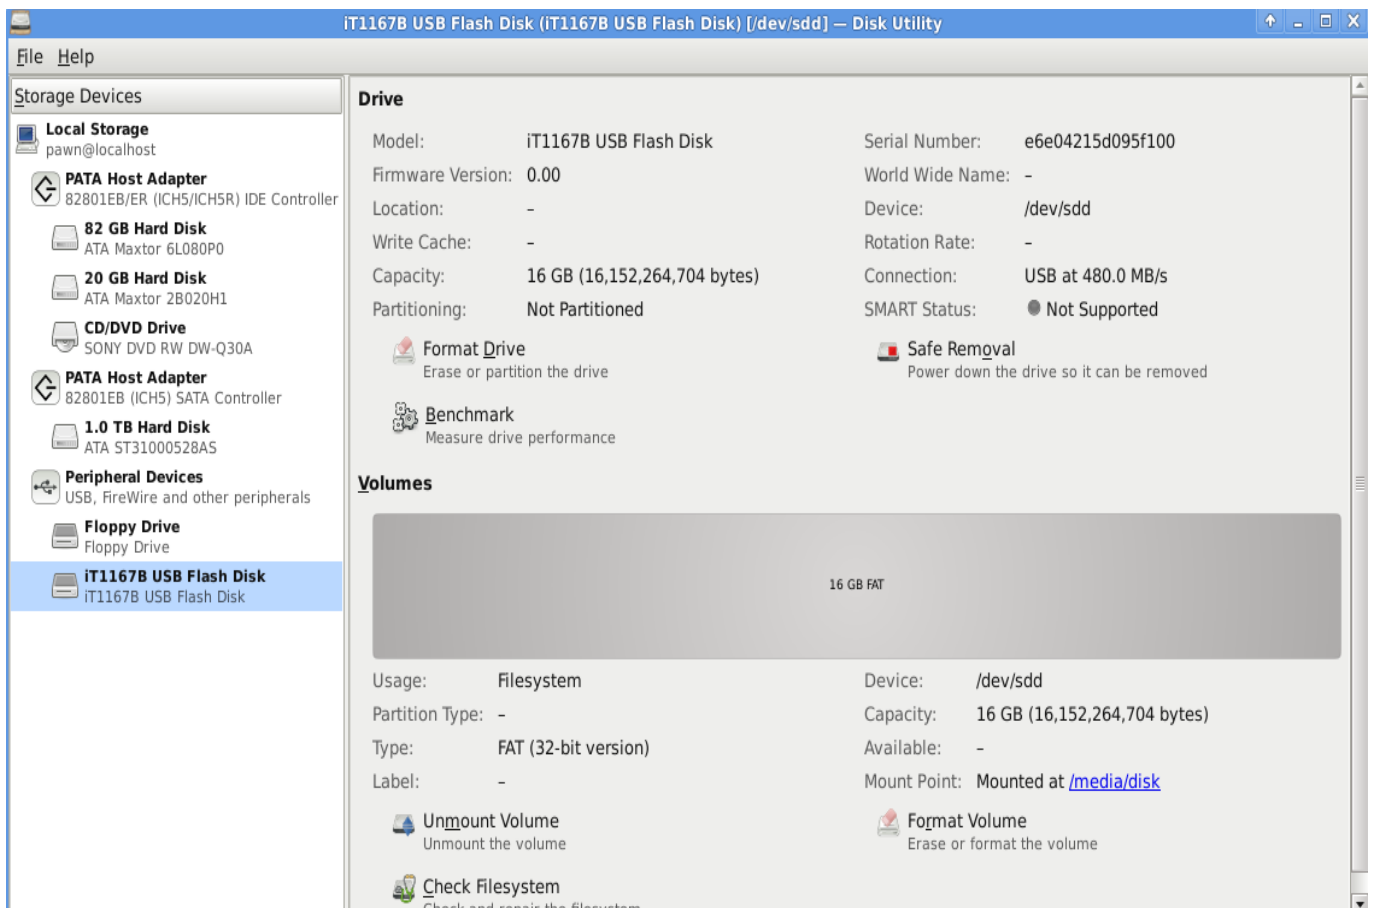 iT1167B USB Flash Disk (iT1167B USB Flash Disk) [/dev/sdd] — Disk Utility
File Help
Storage Devices
Local Storage
pawn@localhost
PATA Host Adapter
82801EB/ER (ICH5/ICH5R) IDE Controller
82 GB Hard Disk
ATA Maxtor 6L080P0
20 GB Hard Disk
ATA Maxtor 2B020H1
CD/DVD Drive
SONY DVD RW DW-Q30A
PATA Host Adapter
82801EB (ICH5) SATA Controller
1.0 TB Hard Disk
ATA ST31000528AS
Peripheral Devices
USB, FireWire and other peripherals
Floppy Drive
Floppy Drive
iT1167B USB Flash Disk
iT1167B USB Flash Disk
Drive
Model: iT1167B USB Flash Disk Serial Number: e6e04215d095f100
Firmware Version: 0.00 World Wide Name: –
Location: – Device: /dev/sdd
Write Cache: – Rotation Rate: –
Capacity: 16 GB (16,152,264,704 bytes) Connection: USB at 480.0 MB/s
Partitioning: Not Partitioned SMART Status: Not Supported
Format Drive Safe Removal
Erase or partition the drive Power down the drive so it can be removed
Benchmark
Measure drive performance
Volumes
16 GB FAT
Usage: Filesystem Device: /dev/sdd
Partition Type: – Capacity: 16 GB (16,152,264,704 bytes)
Type: FAT (32-bit version) Available: –
Label: – Mount Point: Mounted at /media/disk
Unmount Volume Format Volume
Unmount the volume Erase or format the volume
Check Filesystem
Check and repair the filesystem